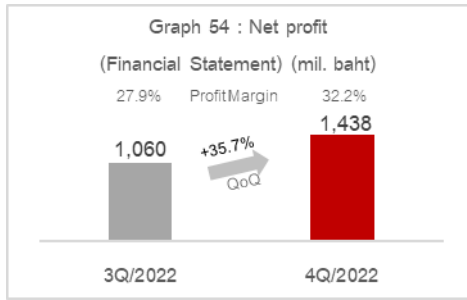 Graph 54 : Net profit
(Financial Statement) (mil. baht)
27.9% ProfitMargin 32.2%
1,438
1,060
+35.7%
QoQ
3Q/2022 4Q/2022